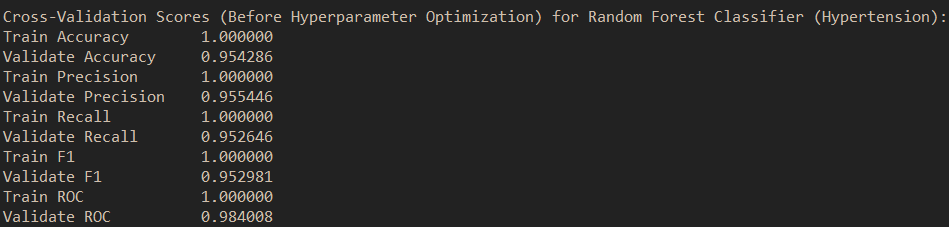 Cross-Validation Scores (Before Hyperparameter Optimization) for Random Forest Classifier (Hypertension):
Train Accuracy 1.000000
Validate Accuracy 0.954286
Train Precision 1.000000
Validate Precision 0.955446
Train Recall 1.000000
Validate Recall 0.952646
Train F1 1.000000
Validate F1 0.952981
Train ROC 1.000000
Validate ROC 0.984008